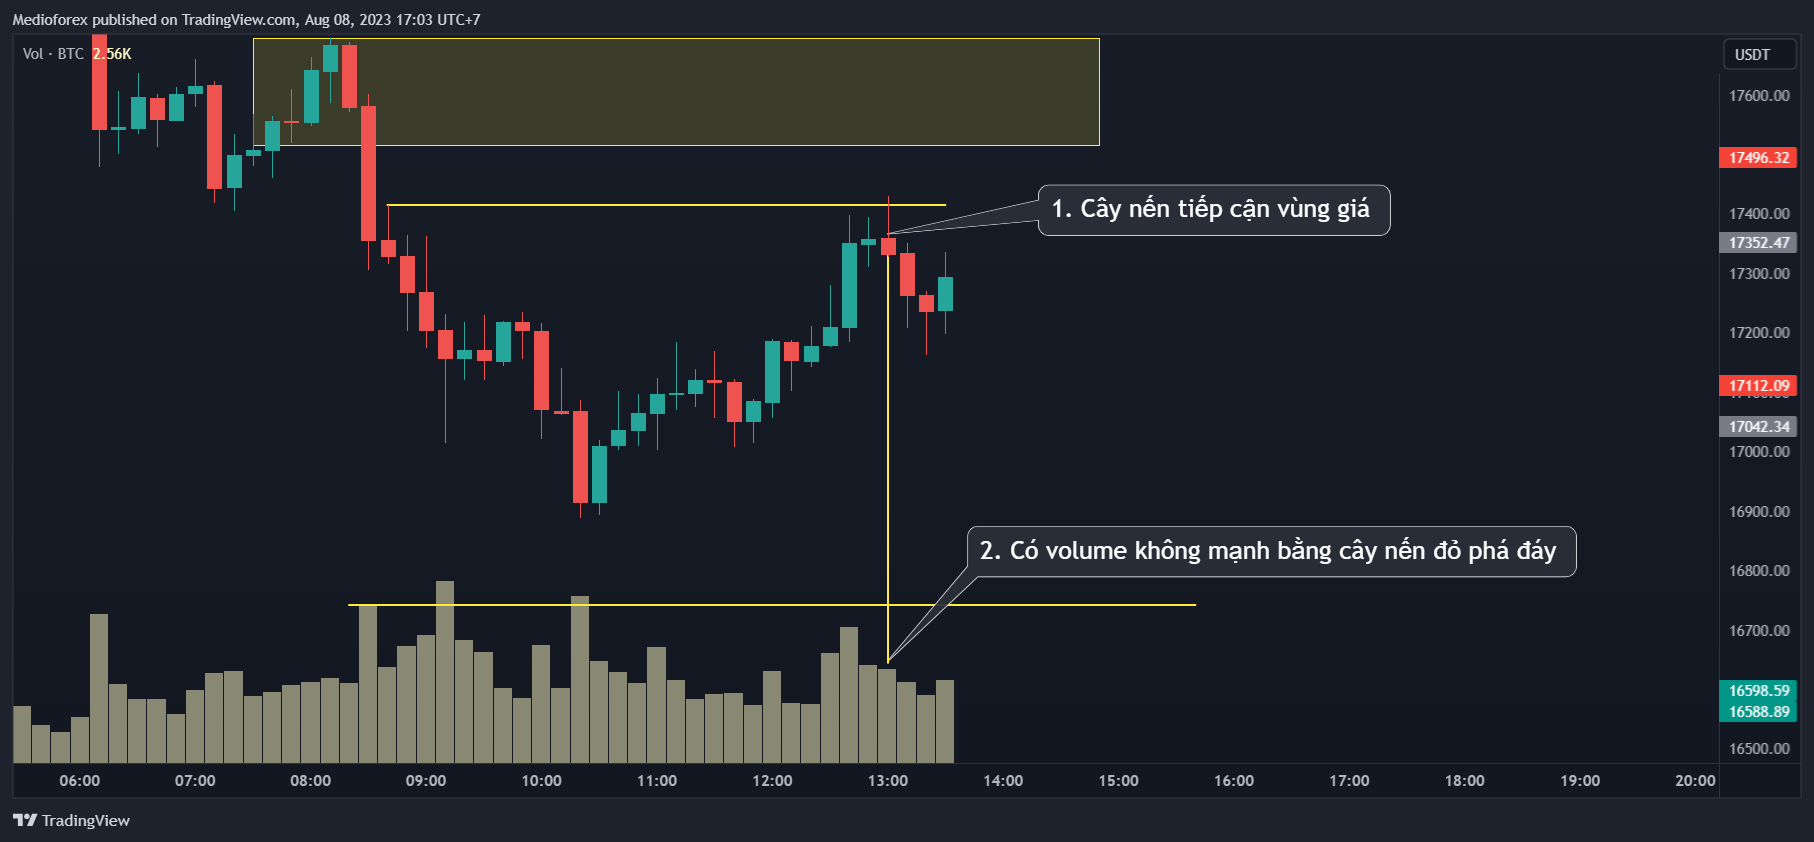 Medioforex published on TradingView.com, Aug 08, 2023 17:03 UTC+7
Vol · BTC 2.56K
USDT
17600.00
17496.32
1. Cây nến tiếp cận vùng giá
17400.00
17352.47
17300.00
17200.00
17112.09
17042.34
17000.00
16900.00
2. Có volume không mạnh bằng cây nến đỏ phá đáy
16800.00
16700.00
16598.59
16588.89
16500.00
06:00 07:00 08:00 09:00 10:00 11:00 12:00 13:00 14:00 15:00 16:00 17:00 18:00 19:00 20:00
TradingView